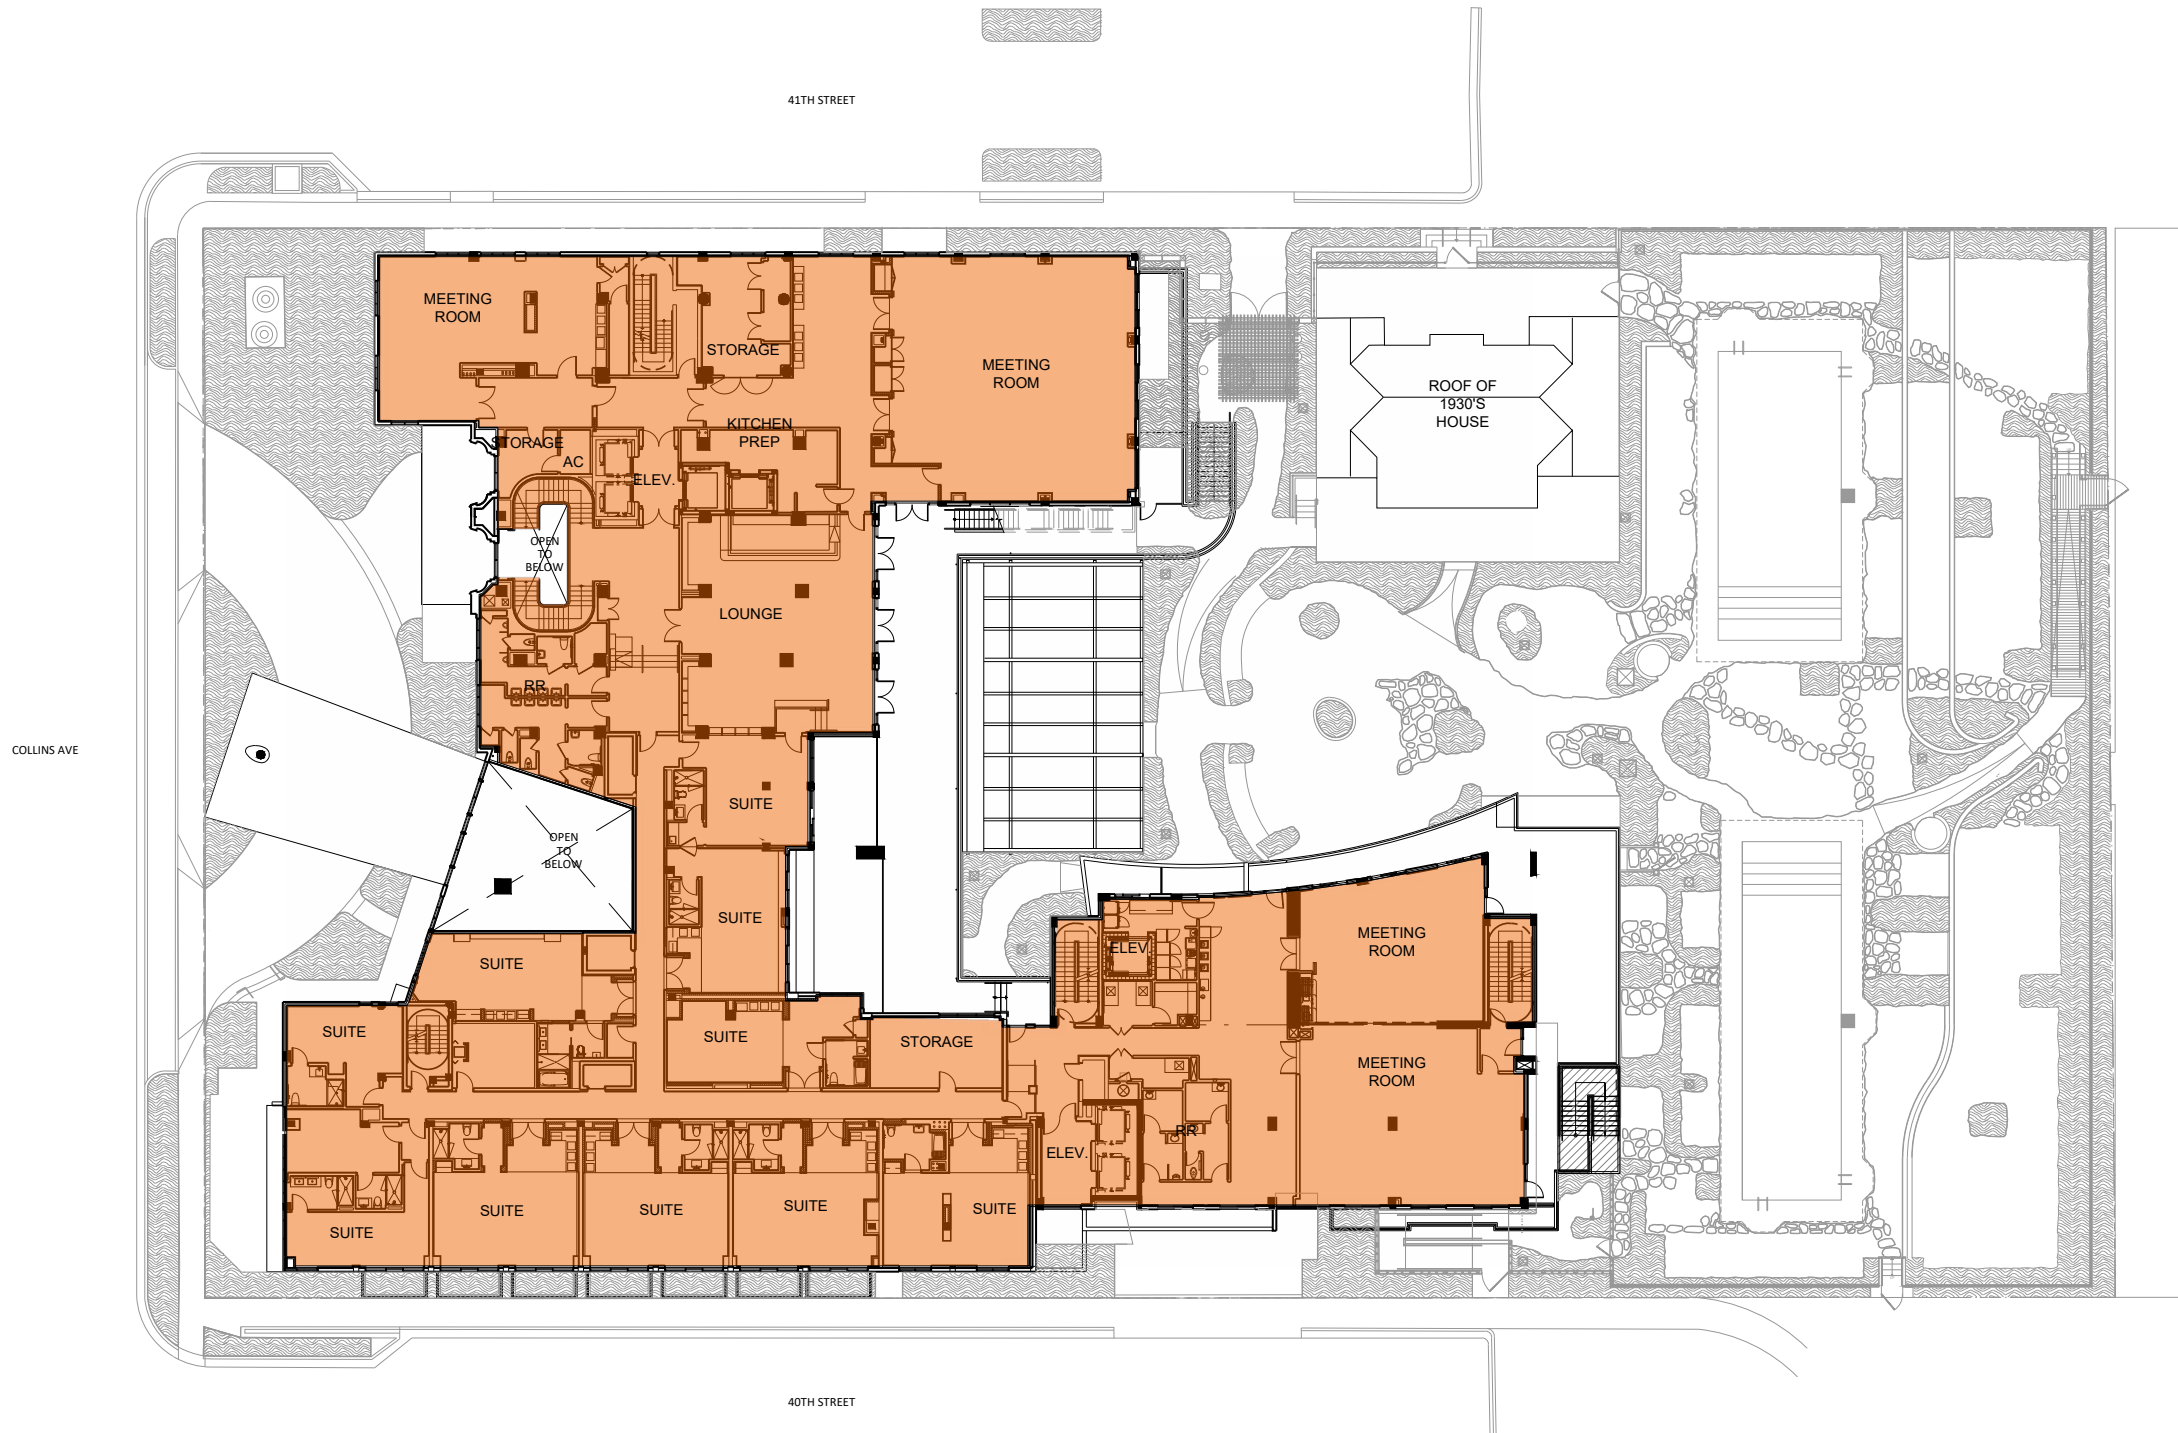 41TH STREET
MEETING
ROOM
STORAGE
MEETING
ROOM
ROOF OF
1930'S
HOUSE
KITCHEN
PREP
STORAGE
AC
ELEV.
OPEN
TO
BELOW
LOUNGE
RR
COLLINS AVE
SUITE
OPEN
TO
BELOW
SUITE
MEETING
ROOM
ELEV.
SUITE
SUITE
SUITE
STORAGE
MEETING
ROOM
RR
ELEV.
SUITE
SUITE
SUITE
SUITE
SUITE
40TH STREET